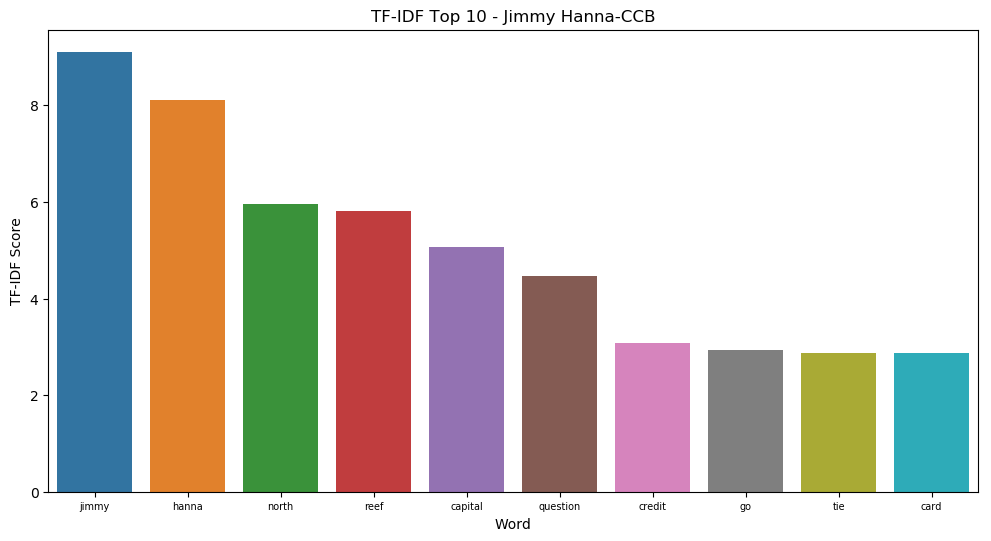 TF-IDF Top 10 - Jimmy Hanna-CCB
TF-IDF Score
8
6
4
2
0
jimmy hanna north reef capital question credit go tie card
Word